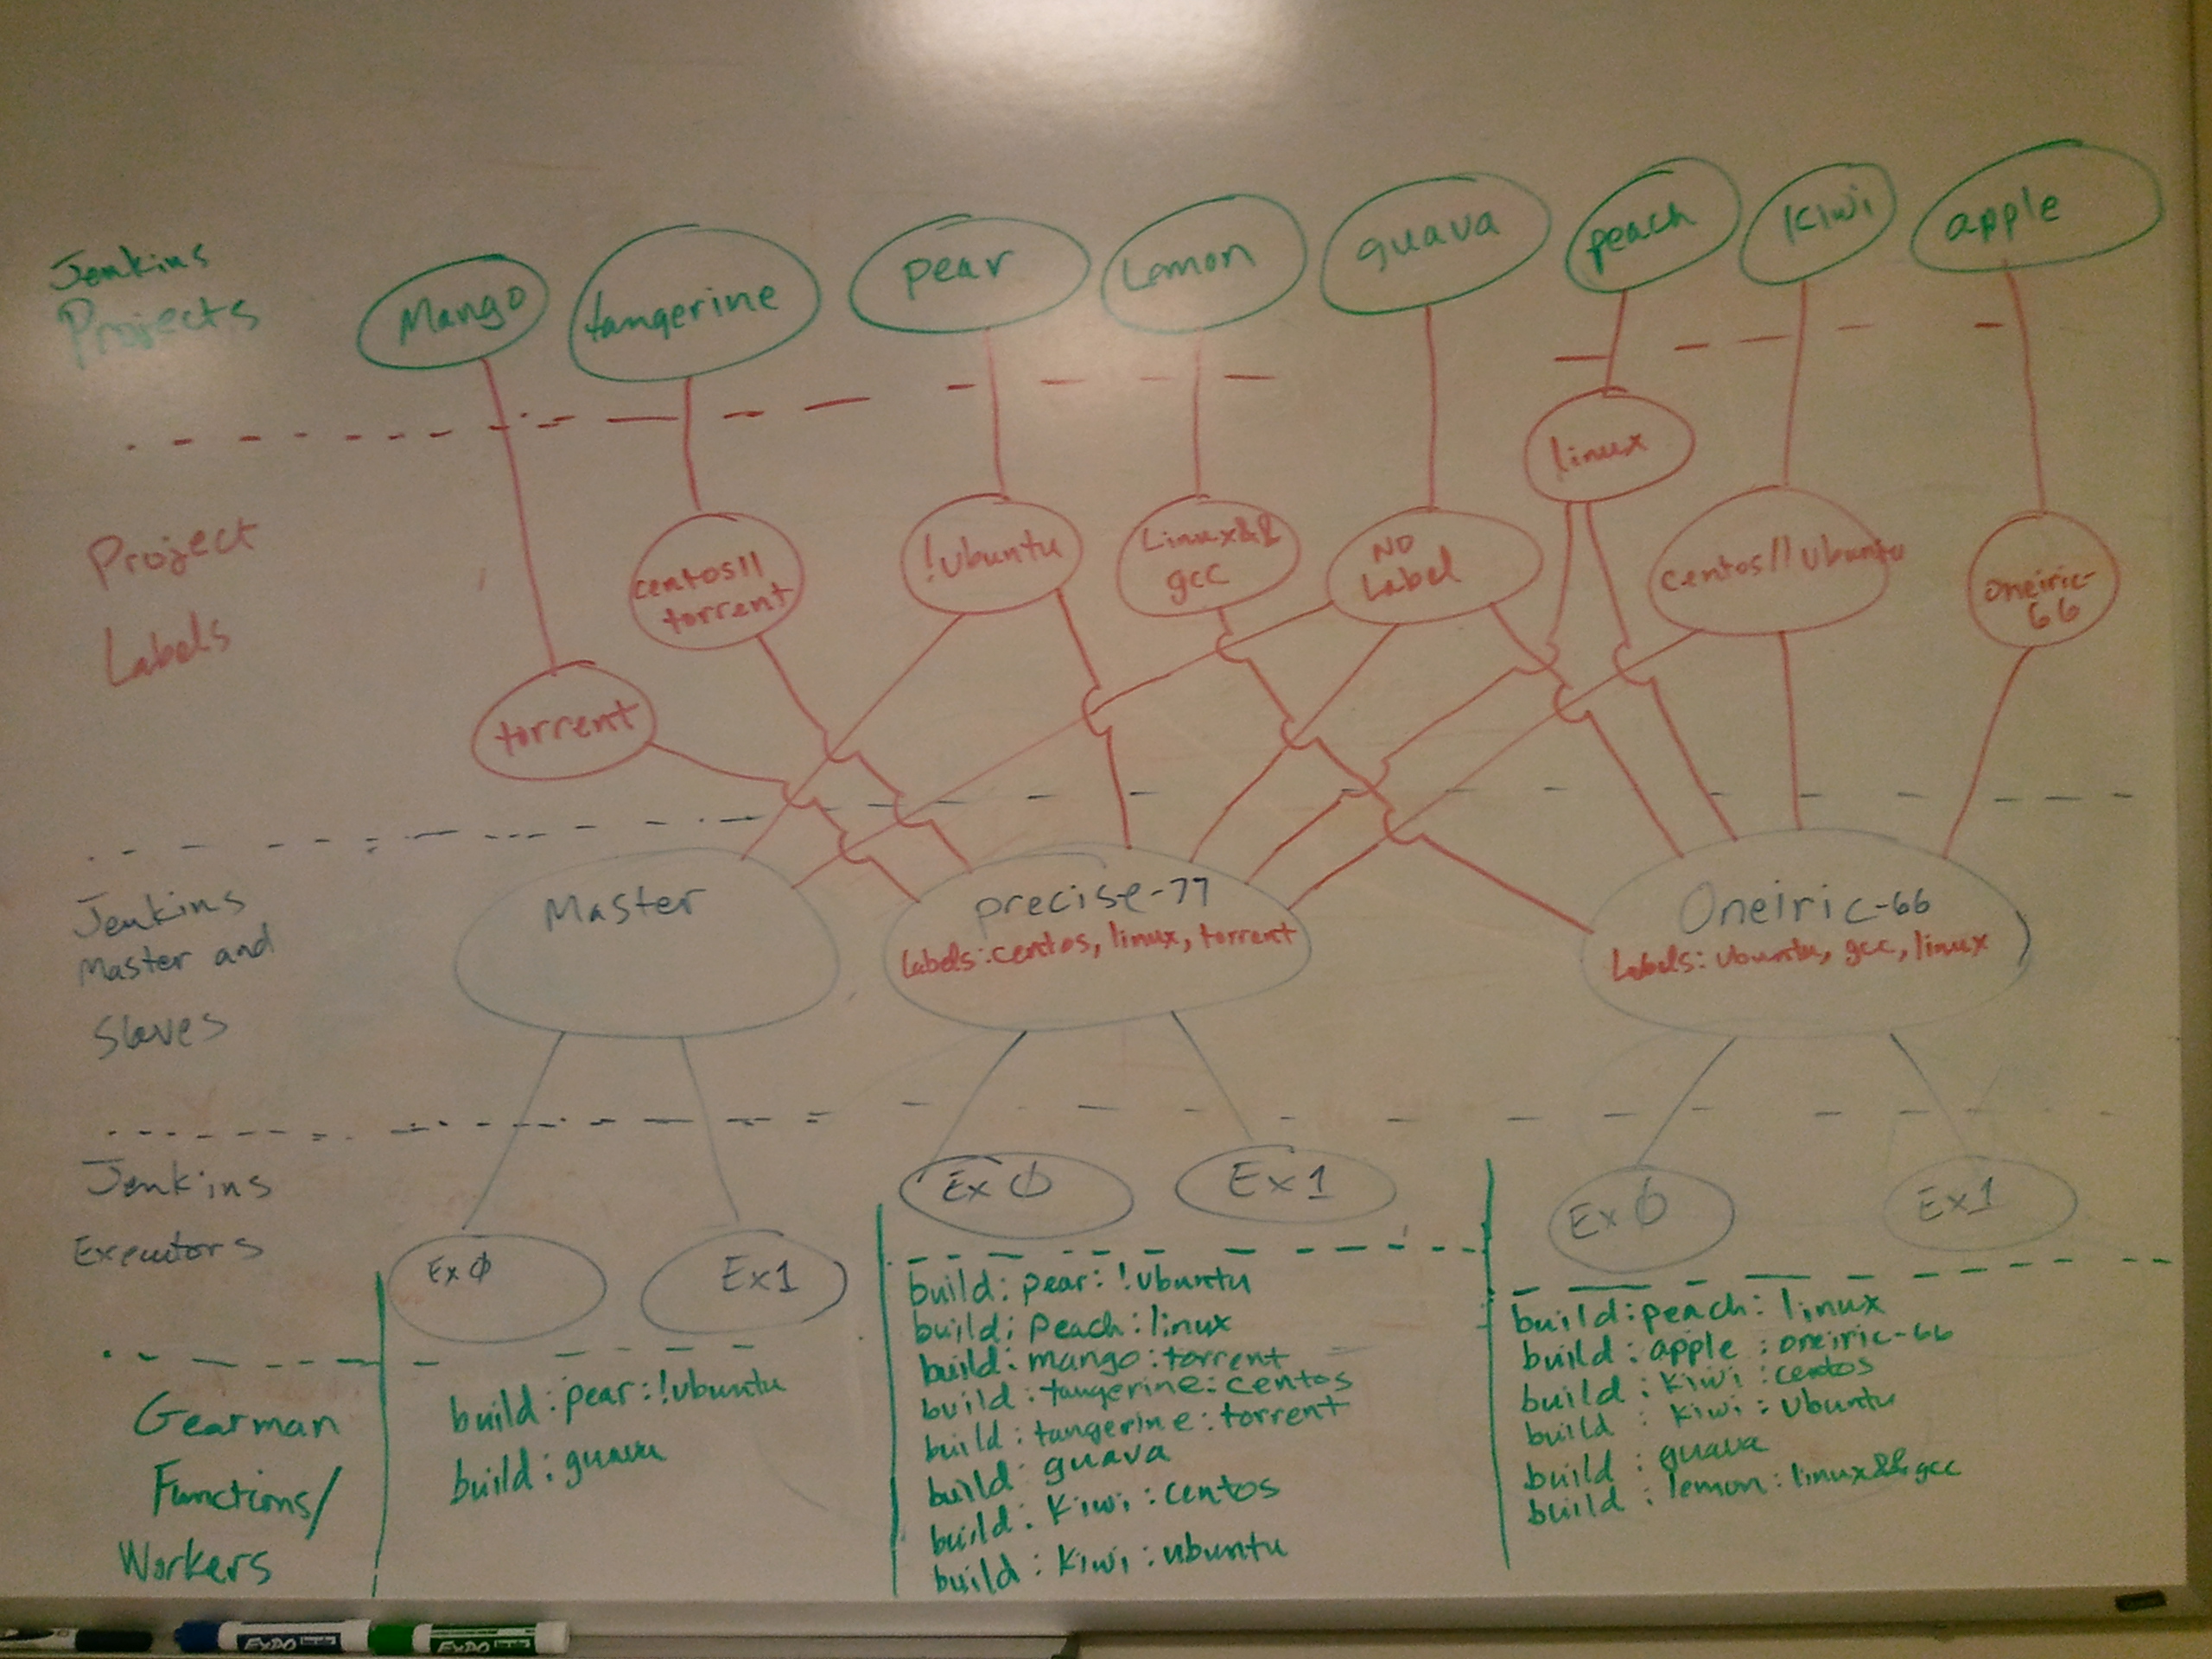 Jenkins
Projects
Mango
tangerine
pear
Lemon
guava
peach
Kiwi
apple
Project
Labels
torrent
centos||
torrent
!ubuntu
Linux&&
gcc
NO
Label
linux
centos||ubuntu
oneiric-
66
Jenkins
Master and
Slaves
Master
precise-77
labels:centos, linux, torrent
Oneiric-66
Labels: ubuntu, gcc, linux
Jenkins
Executors
Ex0
Ex1
Ex0
Ex1
Ex0
Ex1
Gearman
Functions/
Workers
build:pear:!ubuntu
build:guava
build:pear:!ubuntu
build:Peach:linux
build:mango:torrent
build:tangerine:centos
build:tangerine:torrent
build:guava
build:Kiwi:centos
build:Kiwi:ubuntu
build:peach:linux
build:apple:oneiric-66
build:Kiwi:centos
build:Kiwi:ubuntu
build:guava
build:lemon:linux&&gcc
EXPO
EXPO